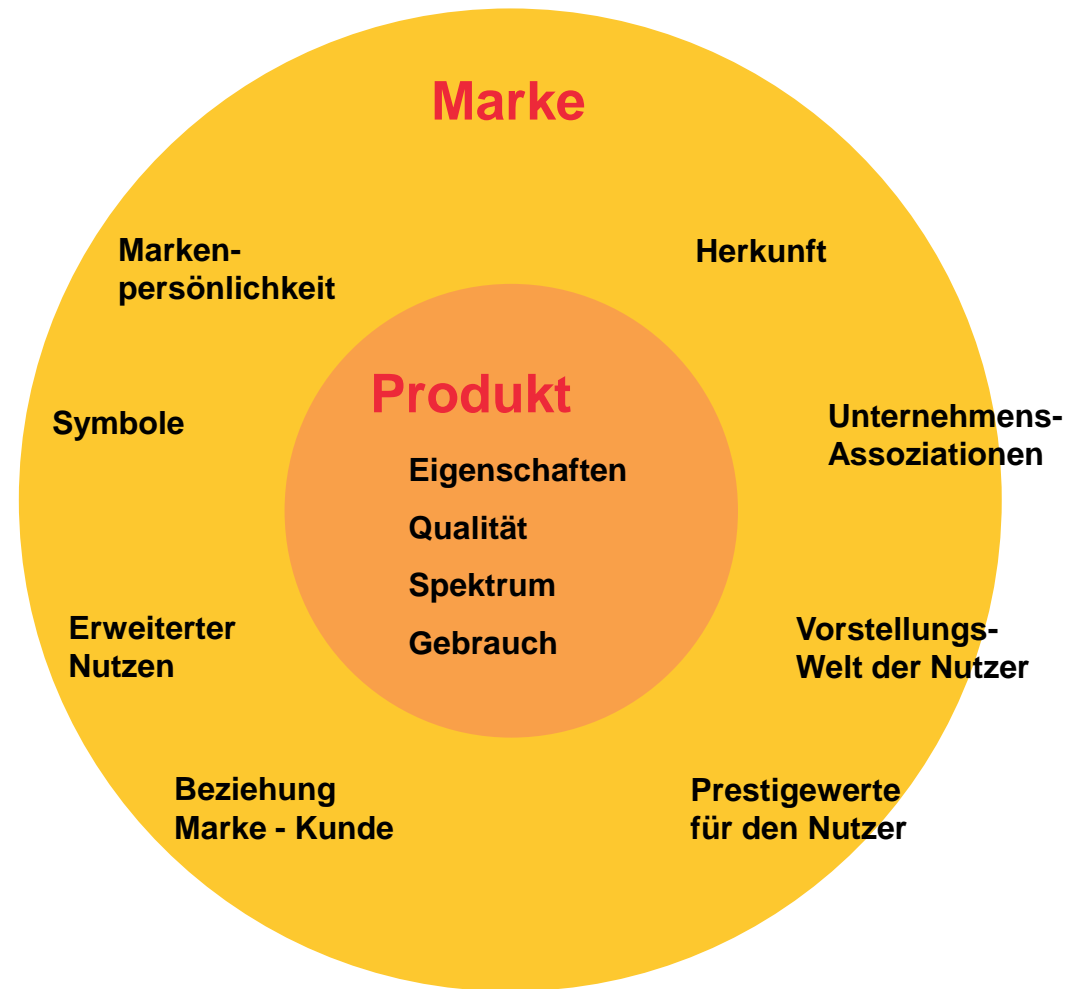 Marke
Marken-
persönlichkeit
Herkunft
Produkt
Symbole
Unternehmens-
Assoziationen
Eigenschaften
Qualität
Spektrum
Gebrauch
Erweiterter
Nutzen
Vorstellungs-
Welt der Nutzer
Beziehung
Marke - Kunde
Prestigewerte
für den Nutzer